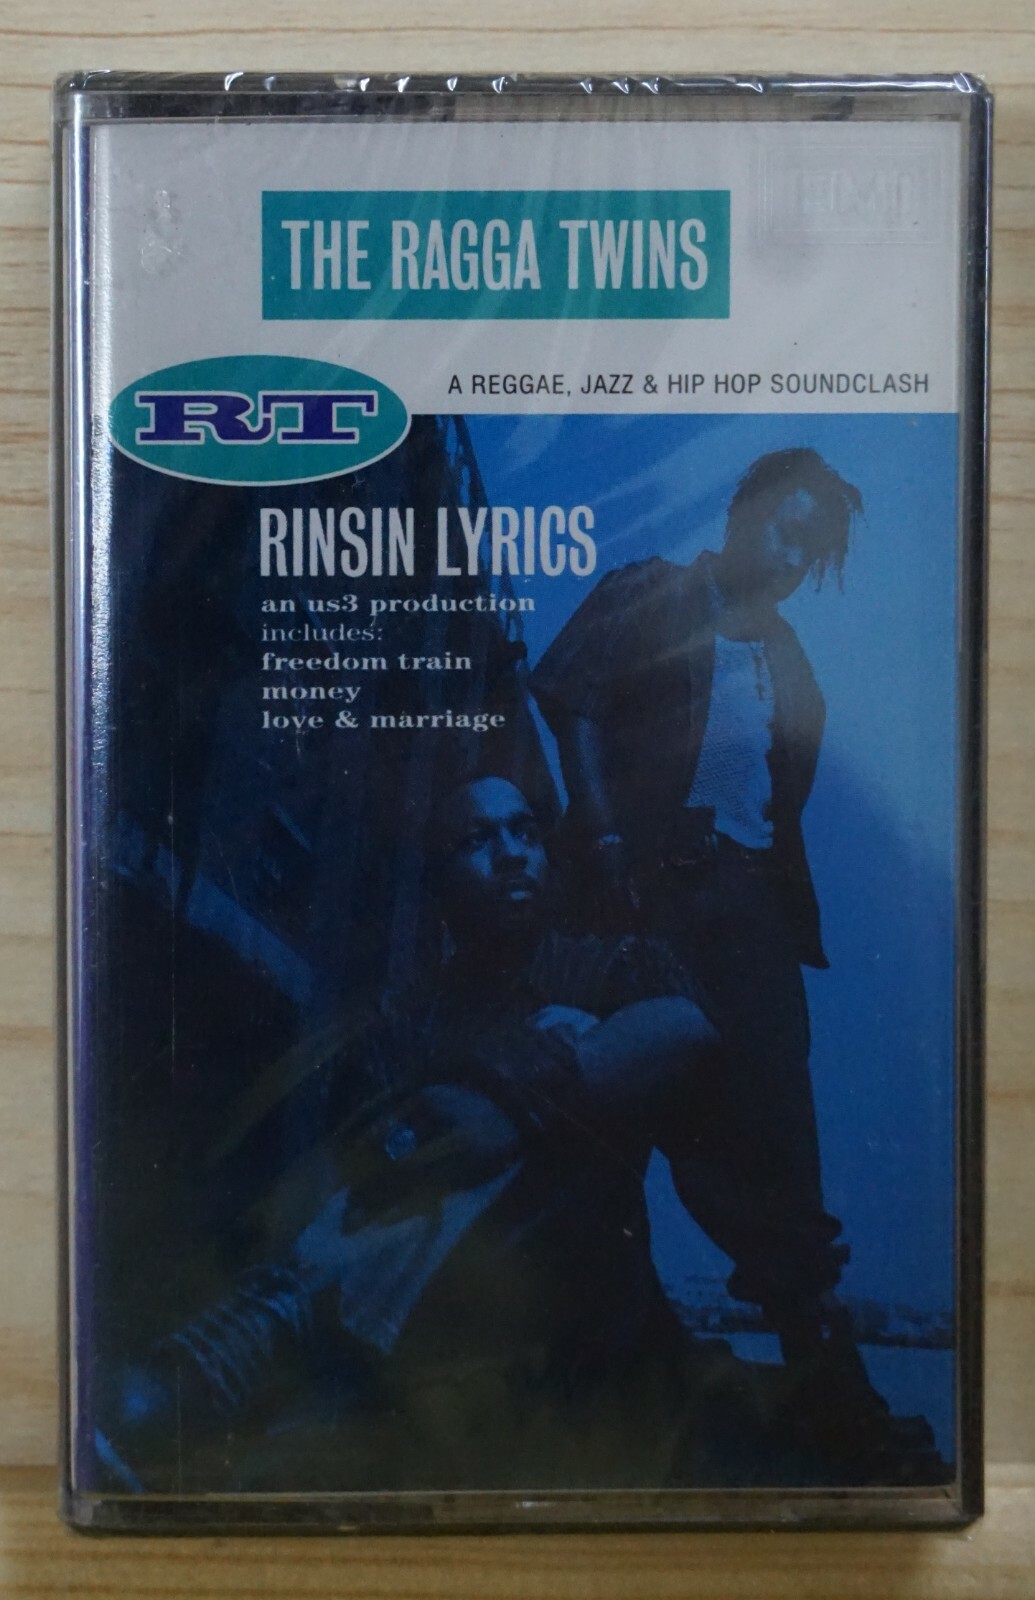 THE RAGGA TWINS
A REGGAE, JAZZ & HIP HOP SOUNDCLASH
RT
RINSIN LYRICS
an us3 production
includes:
freedom train
money
love & marriage